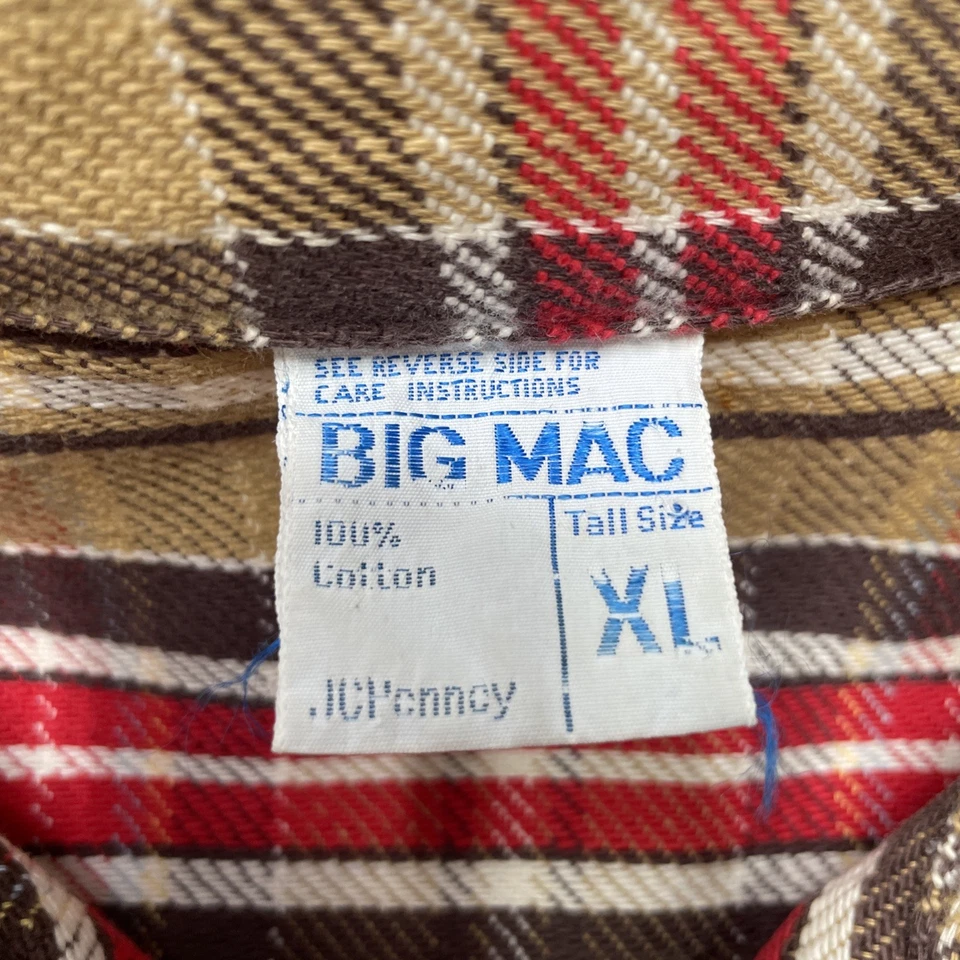 SEE REVERSE SIDE FOR
CARE INSTRUCTIONS
BIG MAC
100%
Cotton
Tall Size
XL
JCPenney